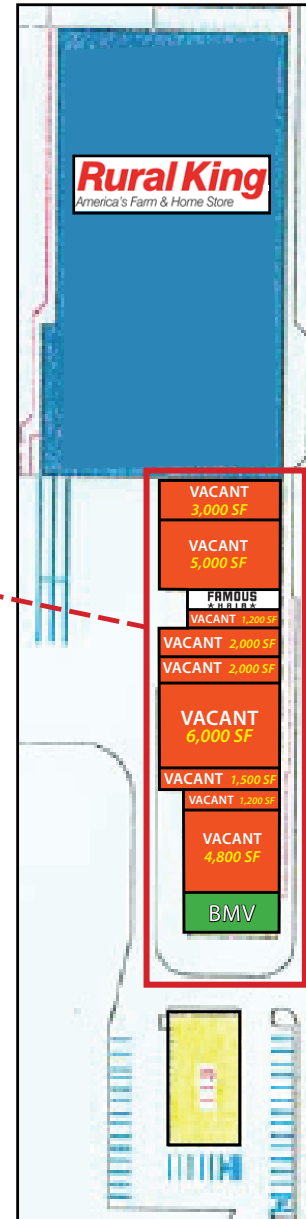 Rural King
America's Farm & Home Store
VACANT
3,000 SF
VACANT
5,000 SF
FAMOUS
★HAIR★
VACANT 1,200 SF
VACANT 2,000 SF
VACANT 2,000 SF
VACANT
6,000 SF
VACANT 1,500 SF
VACANT 1,200 SF
VACANT
4,800 SF
BMV